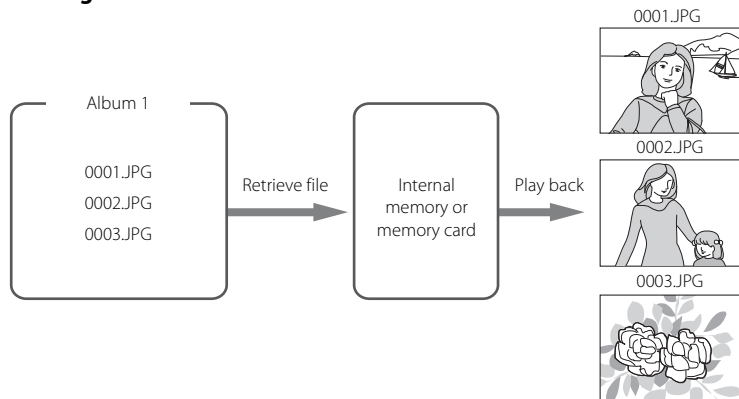 Album 1
0001.JPG
0002.JPG
0003.JPG
Retrieve file
Internal
memory or
memory card
Play back
0001.JPG
0002.JPG
0003.JPG